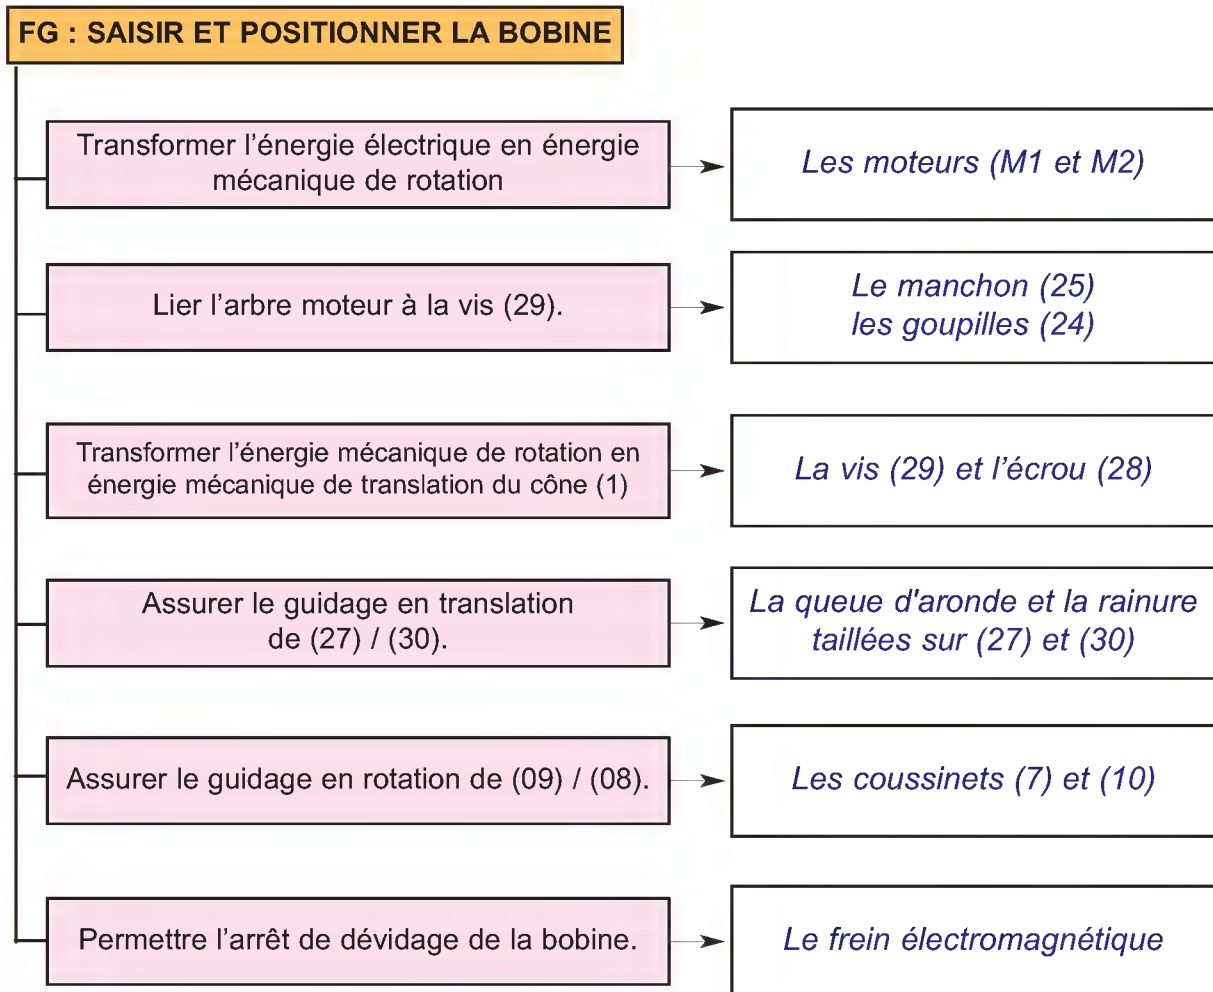 FG : SAISIR ET POSITIONNER LA BOBINE
Transformer l'énergie électrique en énergie
mécanique de rotation
Les moteurs (M1 et M2)
Lier l'arbre moteur à la vis (29).
Le manchon (25)
les goupilles (24)
Transformer l'énergie mécanique de rotation en
énergie mécanique de translation du cône (1)
La vis (29) et l'écrou (28)
Assurer le guidage en translation
de (27) / (30).
La queue d'aronde et la rainure
taillées sur (27) et (30)
Assurer le guidage en rotation de (09) / (08).
Les coussinets (7) et (10)
Permettre l'arrêt de dévidage de la bobine.
Le frein électromagnétique